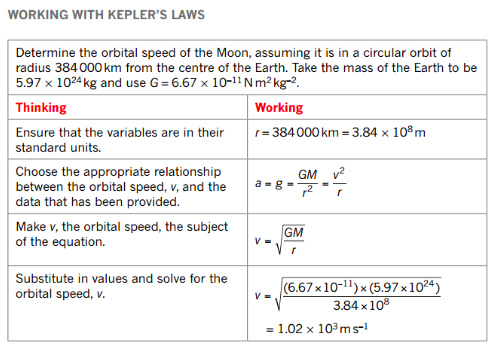 WORKING WITH KEPLER'S LAWS
Determine the orbital speed of the Moon, assuming it is in a circular orbit of
radius 384 000 km from the centre of the Earth. Take the mass of the Earth to be
5.97 × 10²⁴ kg and use G = 6.67 × 10⁻¹¹ N m² kg⁻².
Thinking
Working
Ensure that the variables are in their
standard units.
r = 384 000 km = 3.84 × 10⁸ m
Choose the appropriate relationship
between the orbital speed, v, and the
data that has been provided.
a = g = GM/r² = v²/r
Make v, the orbital speed, the subject
of the equation.
v = √(GM/r)
Substitute in values and solve for the
orbital speed, v.
v = √((6.67 × 10⁻¹¹) × (5.97 × 10²⁴)/3.84 × 10⁸)
= 1.02 × 10³ m s⁻¹